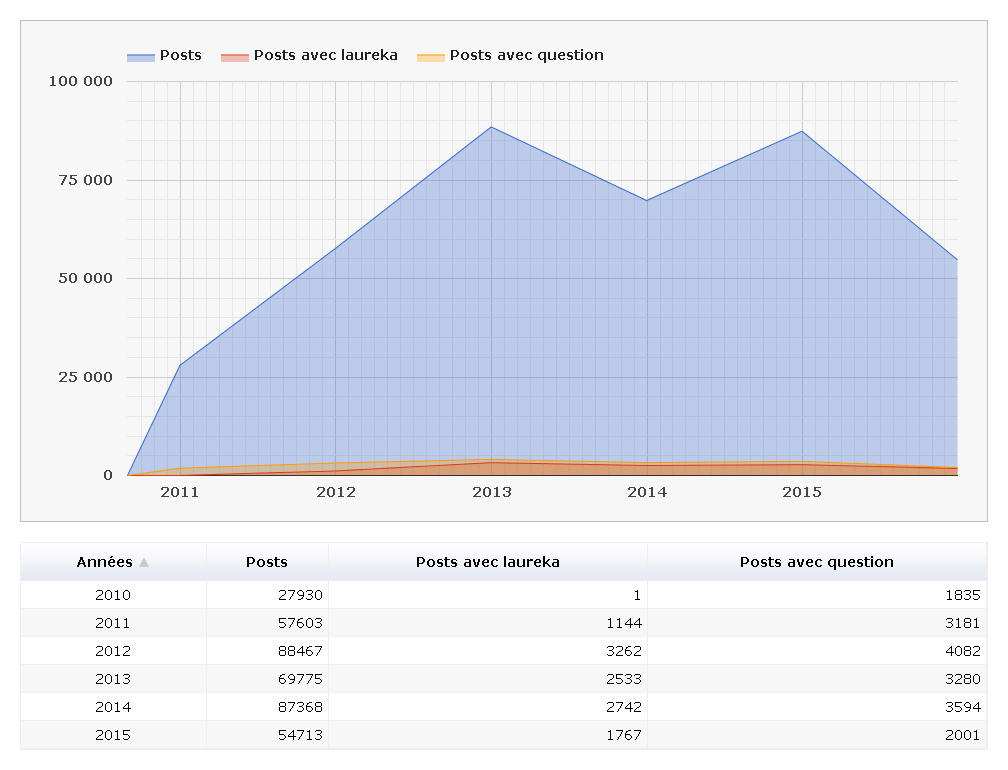 Posts Posts avec laureka Posts avec question
100 000
75 000
50 000
25 000
0
2011 2012 2013 2014 2015
Années Posts Posts avec laureka Posts avec question
2010 27930 1 1835
2011 57603 1144 3181
2012 88467 3262 4082
2013 69775 2533 3280
2014 87368 2742 3594
2015 54713 1767 2001